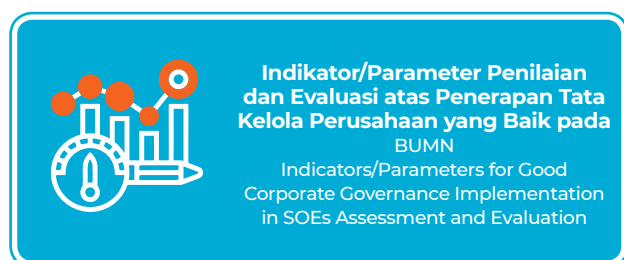 Indikator/Parameter Penilaian
dan Evaluasi atas Penerapan Tata
Kelola Perusahaan yang Baik pada
BUMN
Indicators/Parameters for Good
Corporate Governance Implementation
in SOEs Assessment and Evaluation